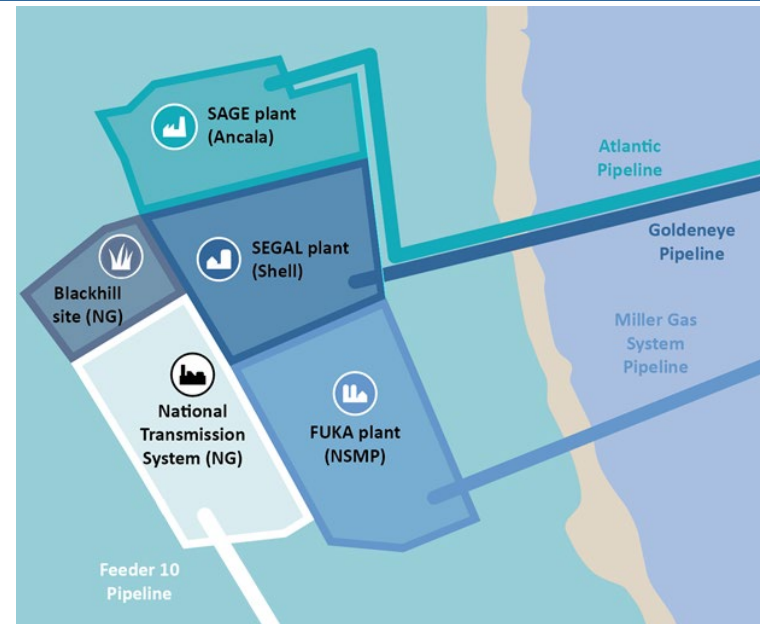 SAGE plant
(Ancala)
Atlantic
Pipeline
SEGAL plant
(Shell)
Goldeneye
Pipeline
Blackhill
site (NG)
Miller Gas
System
Pipeline
National
Transmission
System (NG)
FUKA plant
(NSMP)
Feeder 10
Pipeline